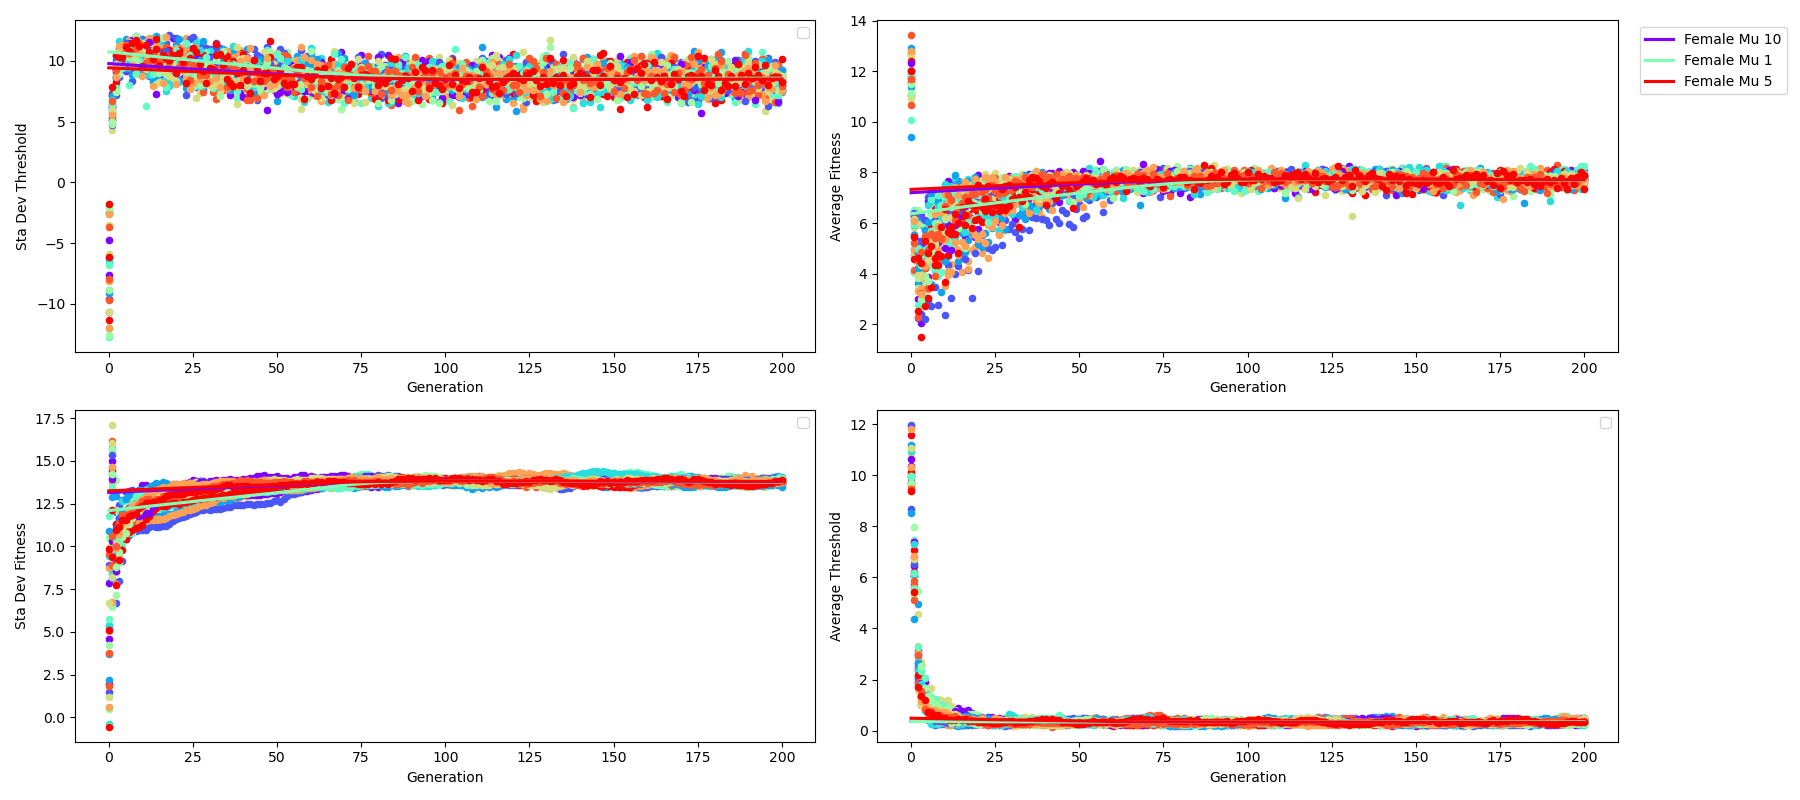 Sta Dev Threshold
10
5
0
−5
−10
0 25 50 75 100 125 150 175 200
Generation
Average Fitness
14
12
10
8
6
4
2
0 25 50 75 100 125 150 175 200
Generation
Female Mu 10
Female Mu 1
Female Mu 5
Sta Dev Fitness
17.5
15.0
12.5
10.0
7.5
5.0
2.5
0.0
0 25 50 75 100 125 150 175 200
Generation
Average Threshold
12
10
8
6
4
2
0
0 25 50 75 100 125 150 175 200
Generation